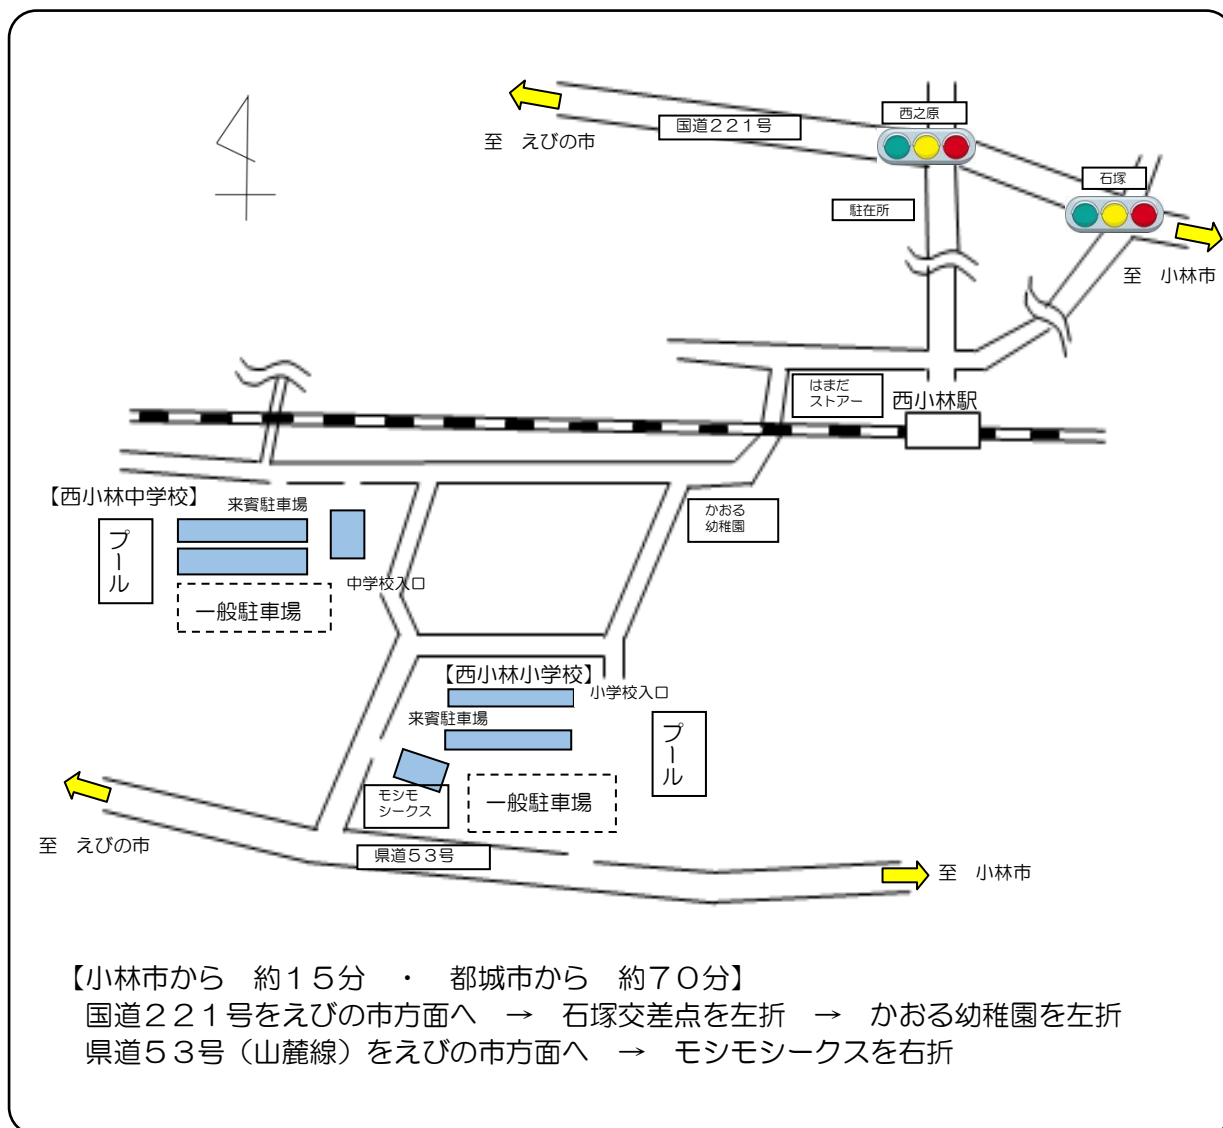 西之原
国道２２１号
至　えびの市
石塚
駐在所
至　小林市
はまだ
ストアー
西小林駅
【西小林中学校】
来賓駐車場
かおる
幼稚園
プール
中学校入口
一般駐車場
【西小林小学校】
小学校入口
来賓駐車場
プール
モシモ
シークス
一般駐車場
至　えびの市
県道５３号
至　小林市
【小林市から　約１５分　・　都城市から　約７０分】
国道２２１号をえびの市方面へ　→　石塚交差点を左折　→　かおる幼稚園を左折
県道５３号（山麓線）をえびの市方面へ　→　モシモシークスを右折